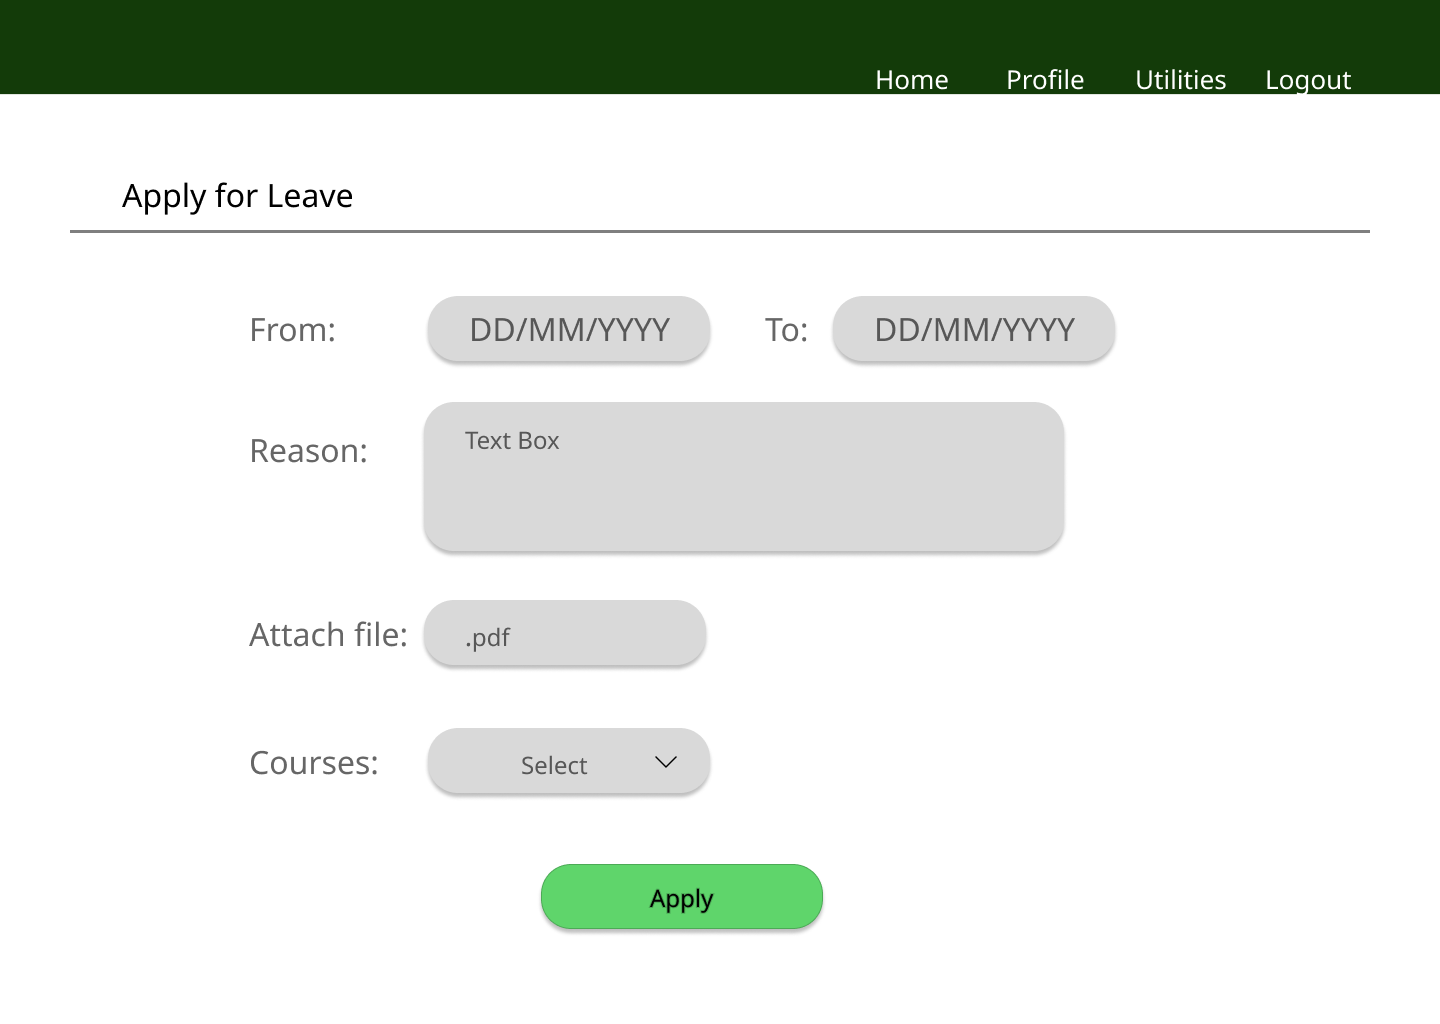 Home Profile Utilities Logout
Apply for Leave
From: DD/MM/YYYY To: DD/MM/YYYY
Reason: Text Box
Attach file: .pdf
Courses: Select
Apply